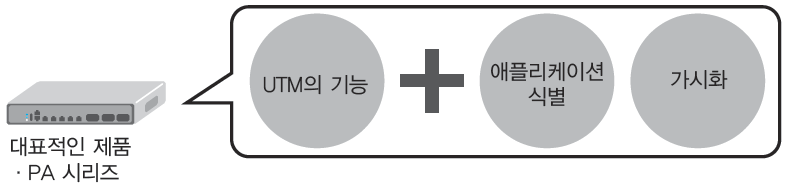 UTM의 기능
애플리케이션
식별
가시화
대표적인 제품
· PA 시리즈